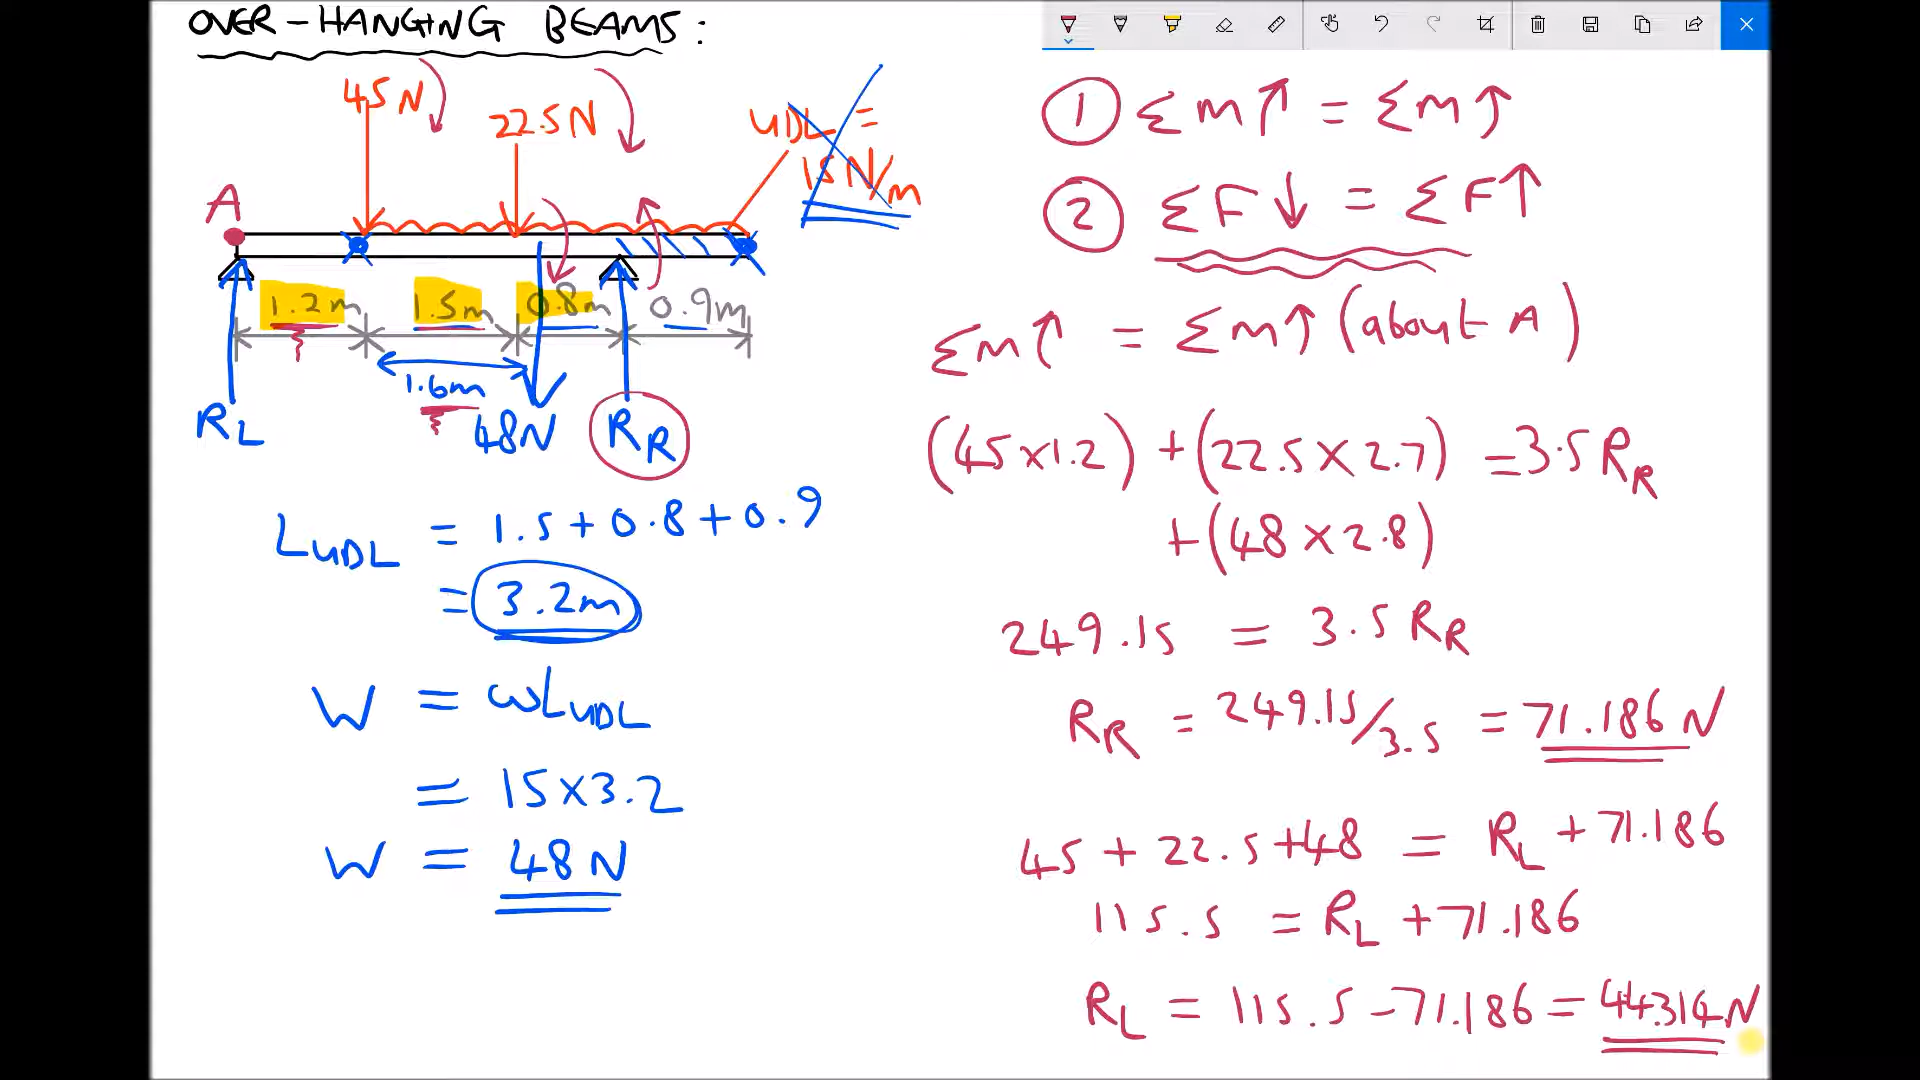 OVER-HANGING BEAMS:
45N
22.5N
UDL =
15N/m
A
1.2m 1.5m 0.8m 0.9m
1.6m
RL 48N RR
LUDL = 1.5+0.8+0.9
= 3.2m
W = ωLUDL
= 15×3.2
W = 48N
① Σm↑ = Σm↑
② ΣF↓ = ΣF↑
Σm↑ = Σm↑ (about A)
(45×1.2) + (22.5×2.7) = 3.5RR
+(48×2.8)
249.15 = 3.5RR
RR = 249.15/3.5 = 71.186N
45+22.5+48 = RL+71.186
115.5 = RL+71.186
RL = 115.5-71.186 = 44.314N